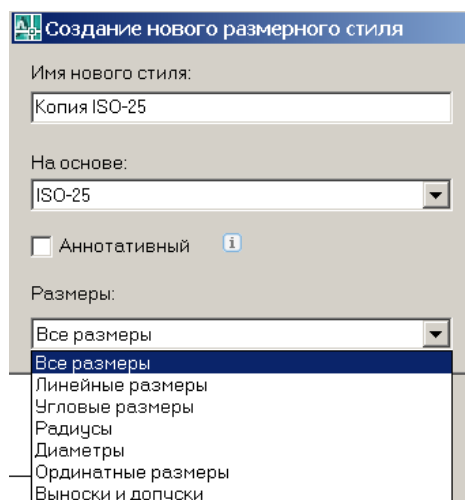 Создание нового размерного стиля
Имя нового стиля:
Копия ISO-25
На основе:
ISO-25
Аннотативный
Размеры:
Все размеры
Все размеры
Линейные размеры
Угловые размеры
Радиусы
Диаметры
Ординатные размеры
Выноски и допуски